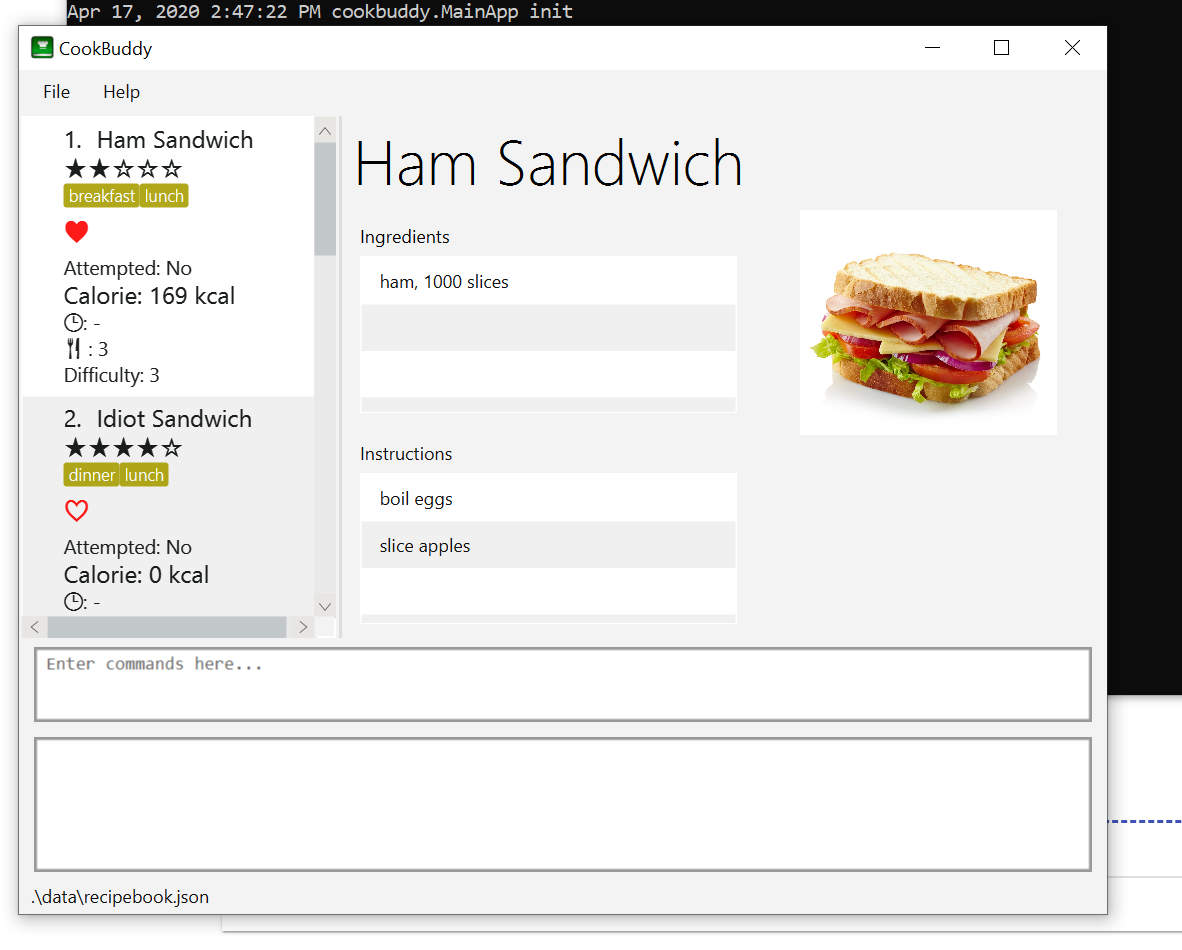 Apr 17, 2020 2:47:22 PM cookbuddy.MainApp init
CookBuddy
File Help
1. Ham Sandwich
★★☆☆☆
breakfast lunch
Attempted: No
Calorie: 169 kcal
: -
: 3
Difficulty: 3
2. Idiot Sandwich
★★★★☆
dinner lunch
Attempted: No
Calorie: 0 kcal
: -
Ham Sandwich
Ingredients
ham, 1000 slices
Instructions
boil eggs
slice apples
Enter commands here...
.\data\recipebook.json